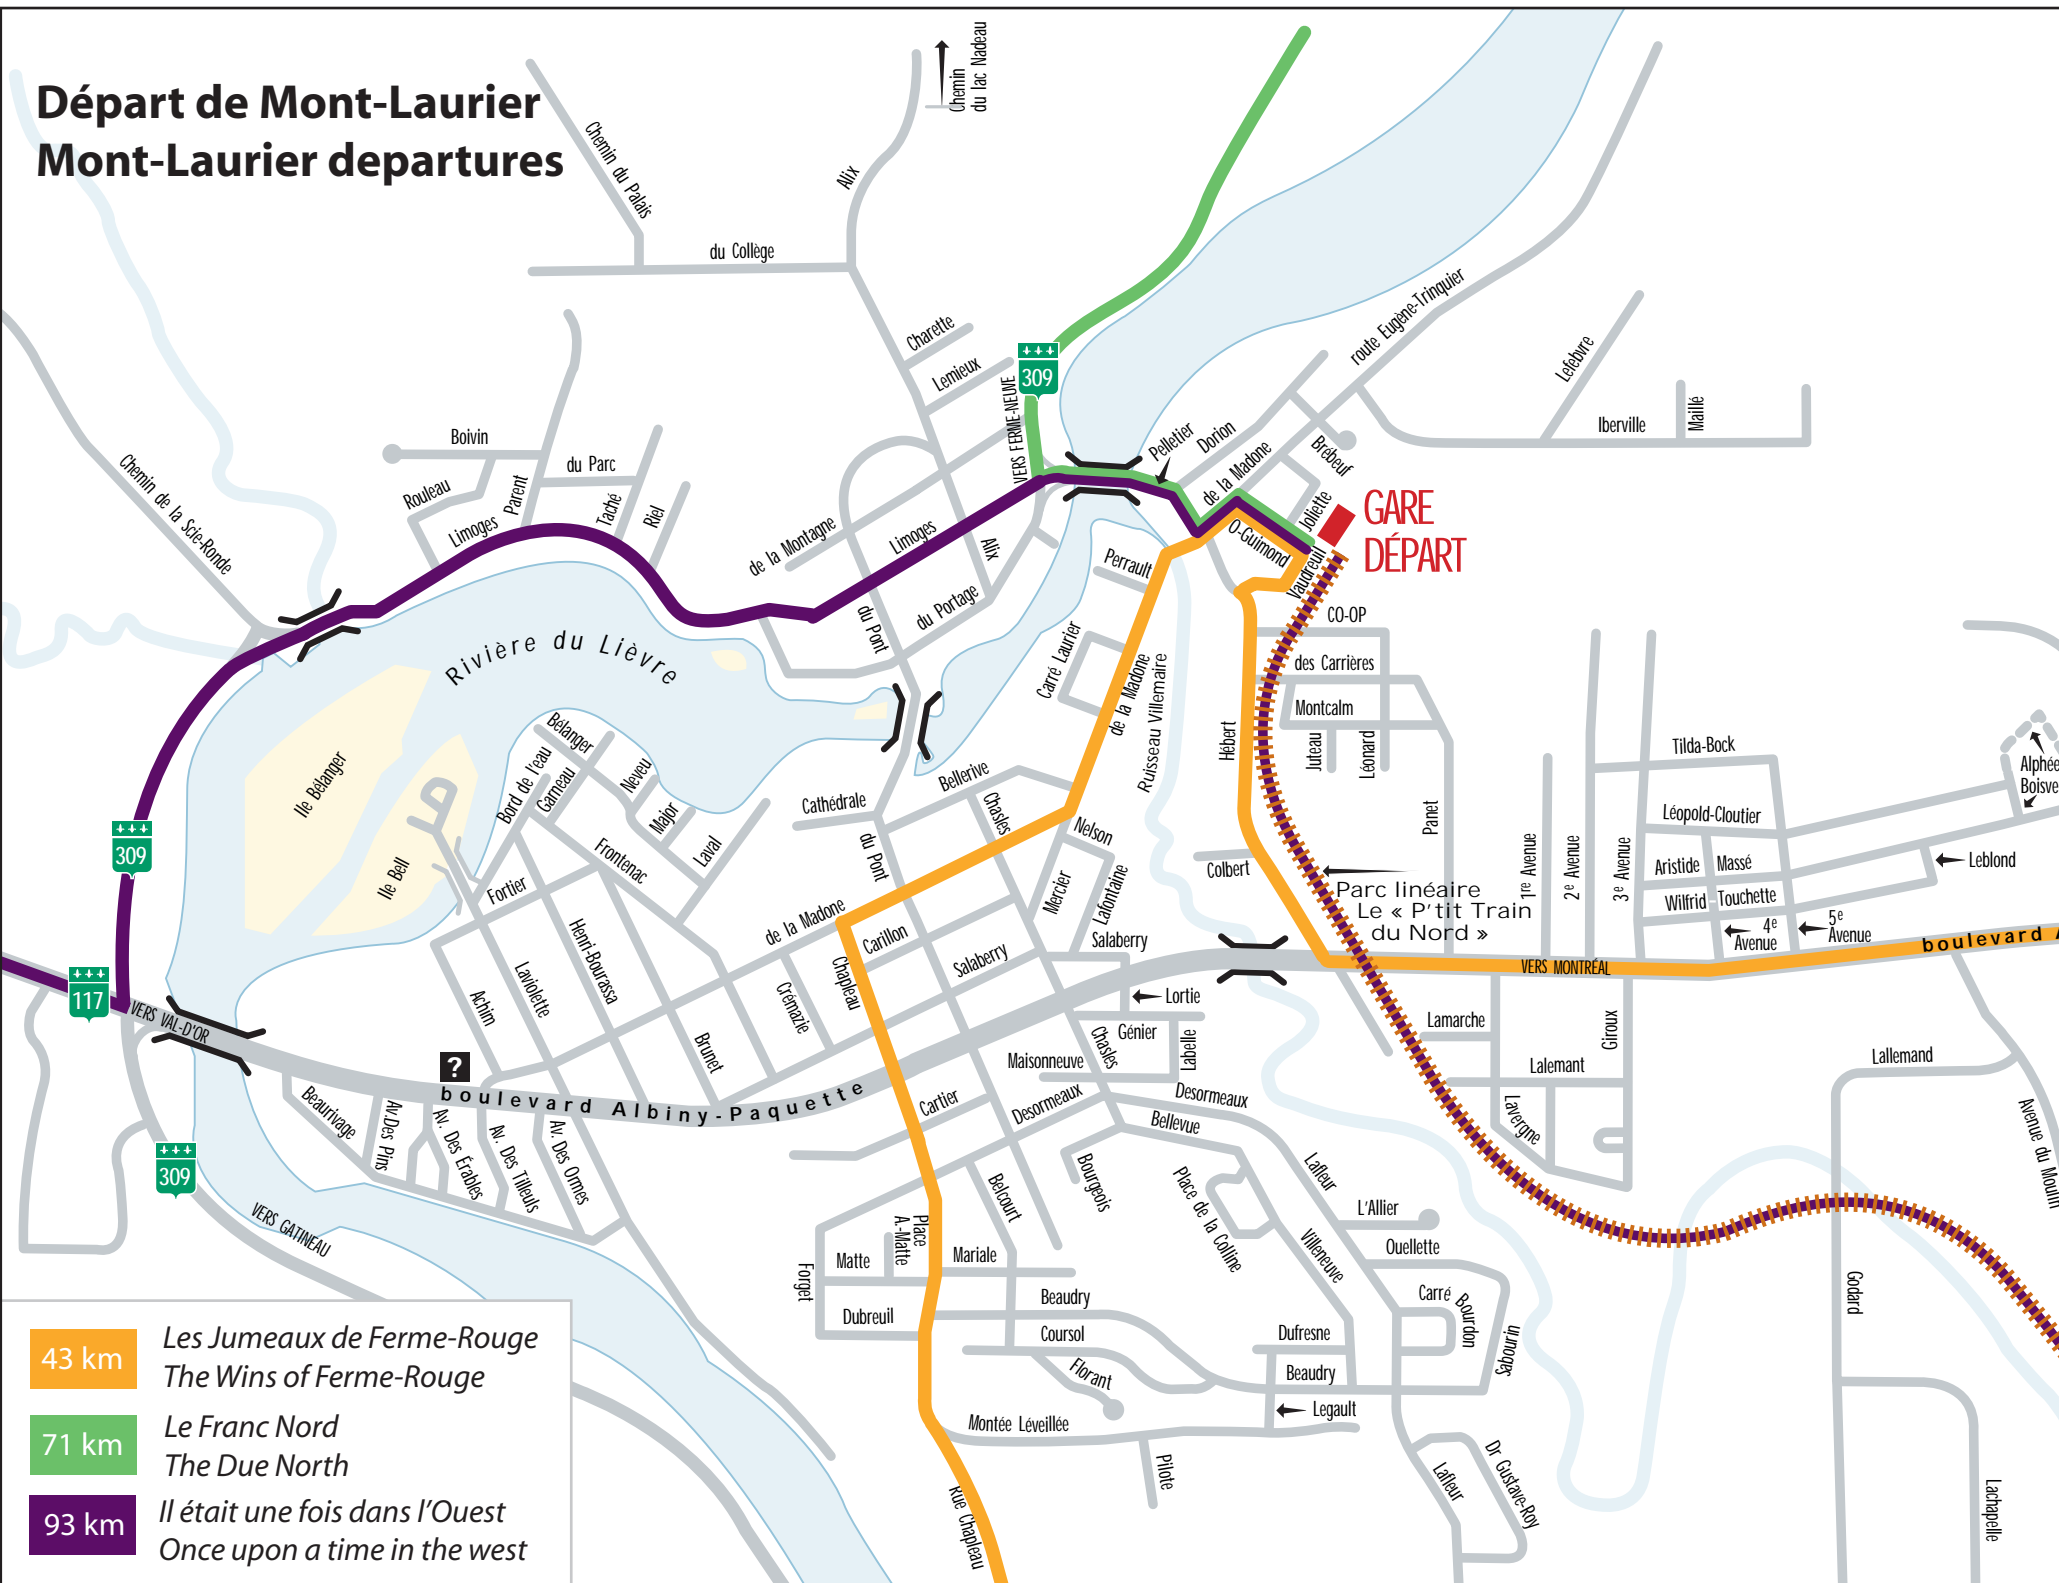 Départ de Mont-Laurier
Mont-Laurier departures
Chemin
du lac Nadeau
Chemin du Palais
Alix
du Collège
Charette
Lemieux
309
VERS FERME-NEUVE
route Eugène-Trinquier
Lefebvre
Iberville
Maillé
Boivin
du Parc
Rouleau
Parent
Taché
Riel
Limoges
Chemin de la Scie-Ronde
de la Montagne
Limoges
Alix
du Portage
du Pont
Pelletier
Dorion
de la Madone
Brébeuf
Joliette
O-Guimond
Vaudreuil
GARE
DÉPART
Perrault
Carré Laurier
de la Madone
Ruisseau Villemaire
Hébert
CO-OP
des Carrières
Montcalm
Juteau
Léonard
Panet
Rivière du Lièvre
Ile Bélanger
Ile Bell
Bélanger
Bord de l'eau
Garneau
Neveu
Major
Laval
Frontenac
Fortier
Cathédrale
Bellerive
Chasles
du Pont
Nelson
Mercier
Lafontaine
Colbert
Parc linéaire
Le « P'tit Train
du Nord »
1re Avenue
2e Avenue
3e Avenue
Tilda-Bock
Léopold-Cloutier
Aristide Massé
Wilfrid Touchette
4e
Avenue
5e
Avenue
Leblond
Alphée
Boisve
boulevard A
VERS MONTRÉAL
309
117
VERS VAL-D'OR
309
VERS GATINEAU
Achim
Laviolette
Henri-Bourassa
Brunet
de la Madone
Crémazie
Chapleau
Carillon
Salaberry
Salaberry
Lortie
Génier
Labelle
Chasles
Maisonneuve
Desormeaux
Desormeaux
Cartier
Bellevue
?
boulevard Albiny-Paquette
Beaurivage
Av.Des Pins
Av. Des Érables
Av. Des Tilleuls
Av. Des Ormes
Belcourt
Bourgeois
Place de la Colline
Lafleur
Villeneuve
L'Allier
Ouellette
Carré Bourdon
Sabourin
Forget
Matte
Place
A.-Matte
Mariale
Dubreuil
Beaudry
Coursol
Florant
Dufresne
Beaudry
Legault
Montée Léveillée
Pilote
Rue Chapleau
Lafleur
Dr Gustave-Roy
Lamarche
Lalemant
Giroux
Lavergne
Lallemand
Avenue du Moulin
Godard
Lachapelle
43 km
Les Jumeaux de Ferme-Rouge
The Wins of Ferme-Rouge
71 km
Le Franc Nord
The Due North
93 km
Il était une fois dans l'Ouest
Once upon a time in the west